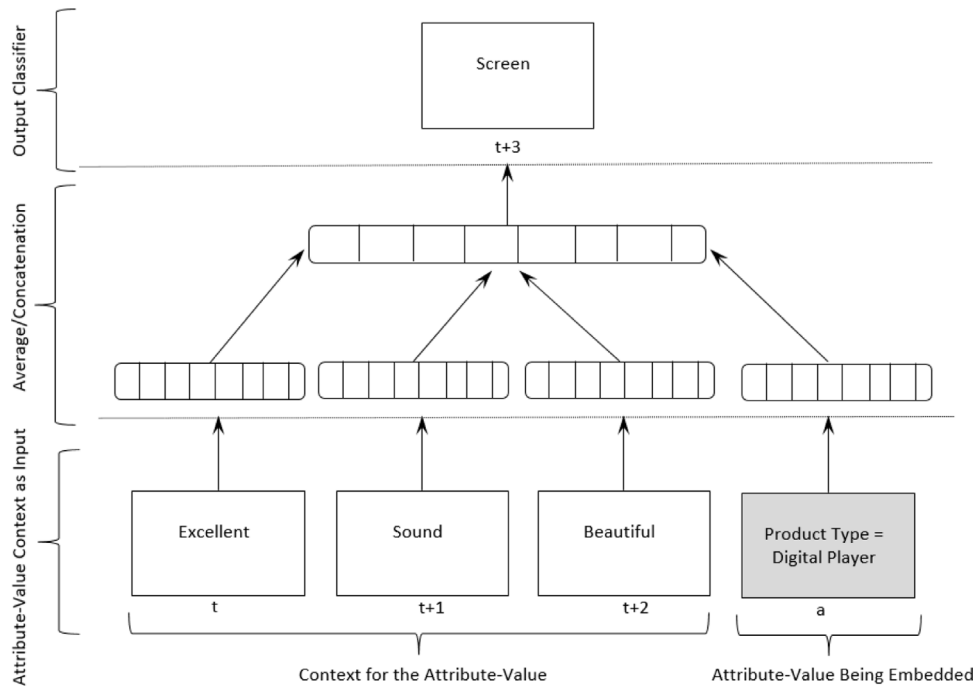 Output Classifier
Screen
t+3
Average/Concatenation
Attribute-Value Context as Input
Excellent
Sound
Beautiful
Product Type =
Digital Player
t
t+1
t+2
a
Context for the Attribute-Value
Attribute-Value Being Embedded